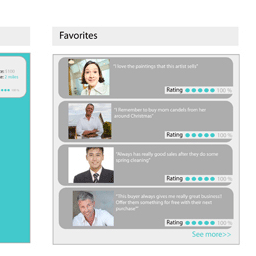 Favorites
"I love the paintings that this artist sells"
Rating 100 %
"I Remember to buy mom candels from her
around Christmas"
Rating 100 %
"Always has really good sales after they do some
spring cleaning"
Rating 100 %
"This buyer always gives me really great business!
Offer them something for free with their next
purchase"
Rating 100 %
See more>>